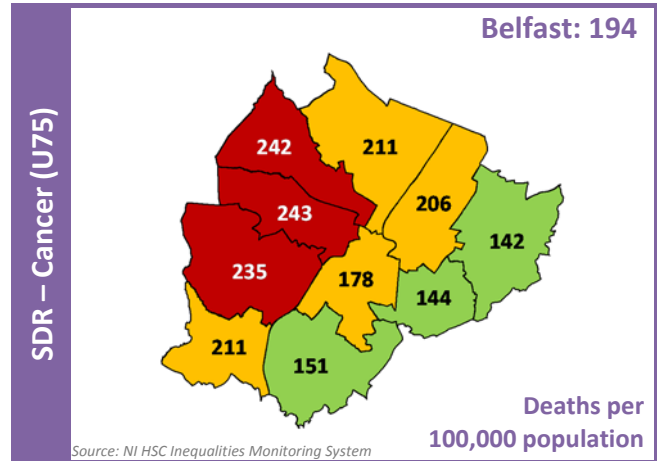 SDR – Cancer (U75)
Belfast: 194
242
211
243
206
142
235
178
144
211
151
Deaths per
100,000 population
Source: NI HSC Inequalities Monitoring System